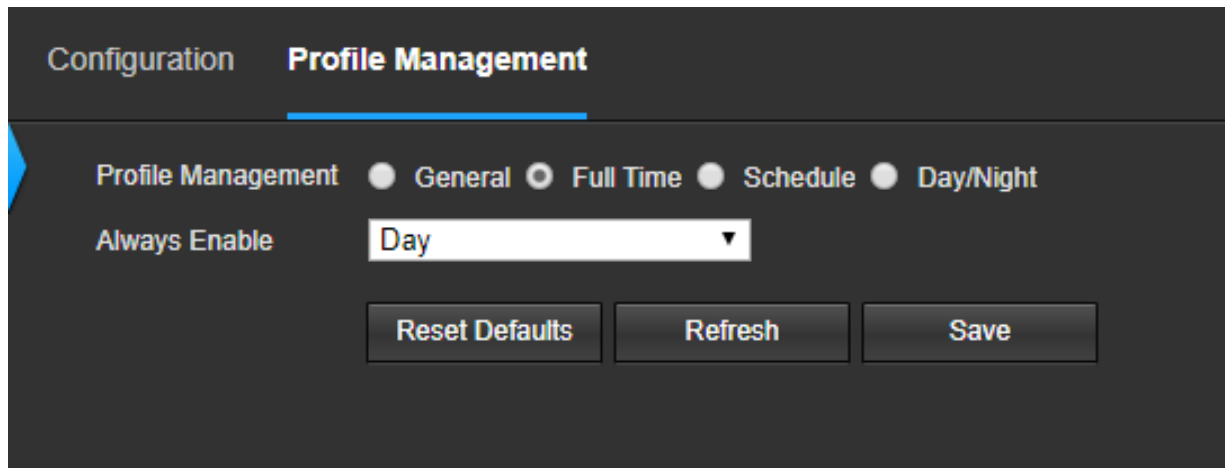 Configuration Profile Management
Profile Management General Full Time Schedule Day/Night
Always Enable Day
Reset Defaults Refresh Save